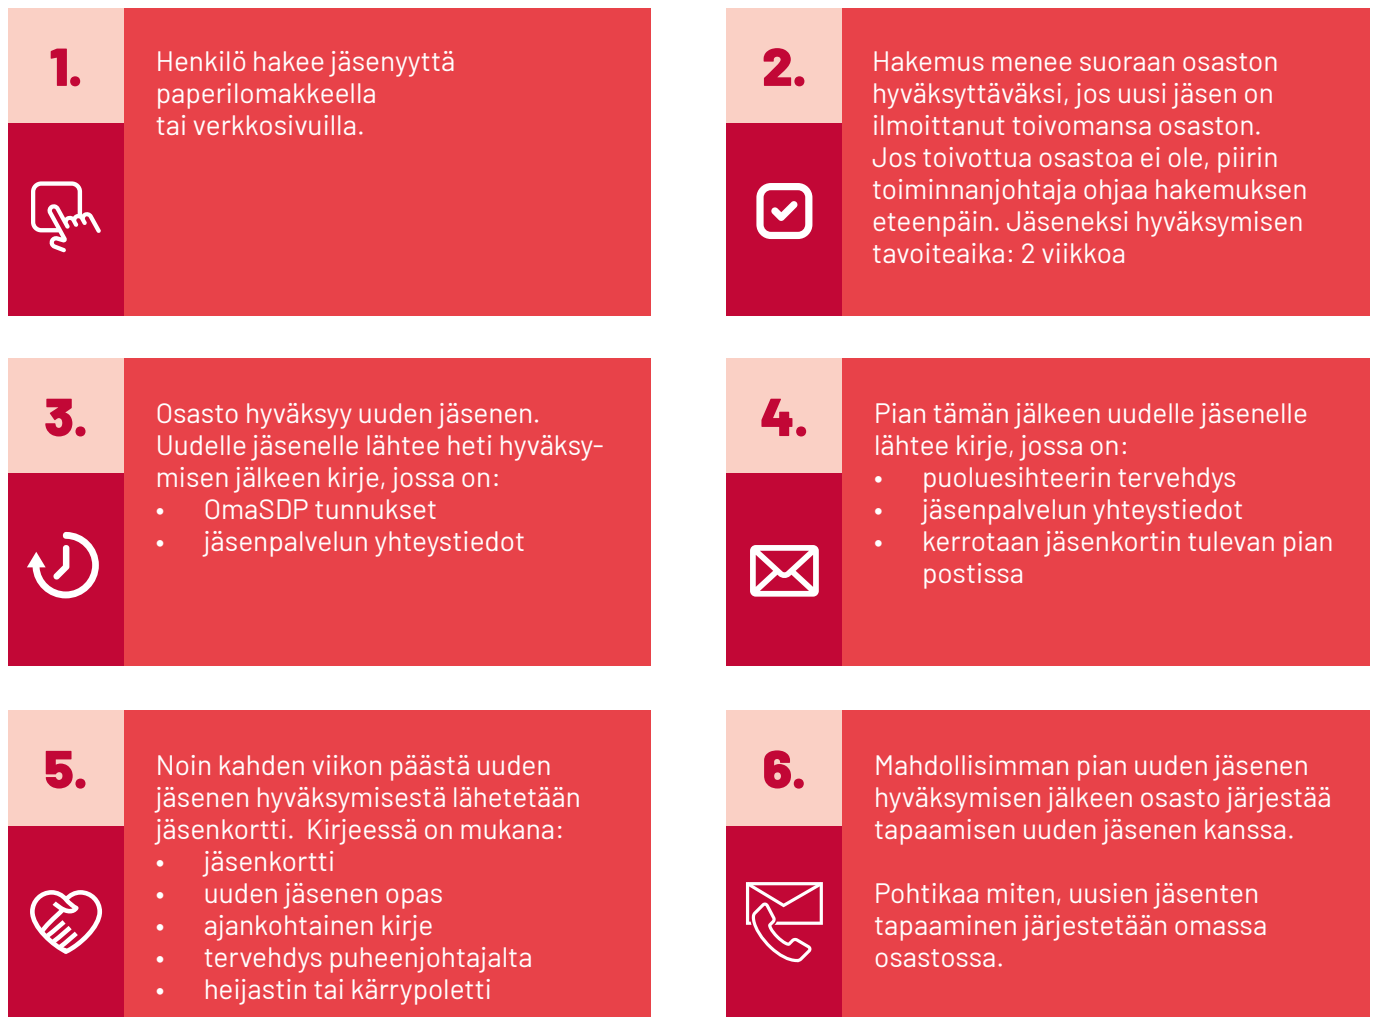 1.
Henkilö hakee jäsenyyttä
paperilomakkeella
tai verkkosivuilla.
2.
Hakemus menee suoraan osaston
hyväksyttäväksi, jos uusi jäsen on
ilmoittanut toivomansa osaston.
Jos toivottua osastoa ei ole, piirin
toiminnanjohtaja ohjaa hakemuksen
eteenpäin. Jäseneksi hyväksymisen
tavoiteaika: 2 viikkoa
3.
Osasto hyväksyy uuden jäsenen.
Uudelle jäsenelle lähtee heti hyväksy-
misen jälkeen kirje, jossa on:
• OmaSDP tunnukset
• jäsenpalvelun yhteystiedot
4.
Pian tämän jälkeen uudelle jäsenelle
lähtee kirje, jossa on:
• puoluesihteerin tervehdys
• jäsenpalvelun yhteystiedot
• kerrotaan jäsenkortin tulevan pian
postissa
5.
Noin kahden viikon päästä uuden
jäsenen hyväksymisestä lähetetään
jäsenkortti. Kirjeessä on mukana:
• jäsenkortti
• uuden jäsenen opas
• ajankohtainen kirje
• tervehdys puheenjohtajalta
• heijastin tai kärrypoletti
6.
Mahdollisimman pian uuden jäsenen
hyväksymisen jälkeen osasto järjestää
tapaamisen uuden jäsenen kanssa.
Pohtikaa miten, uusien jäsenten
tapaaminen järjestetään omassa
osastossa.